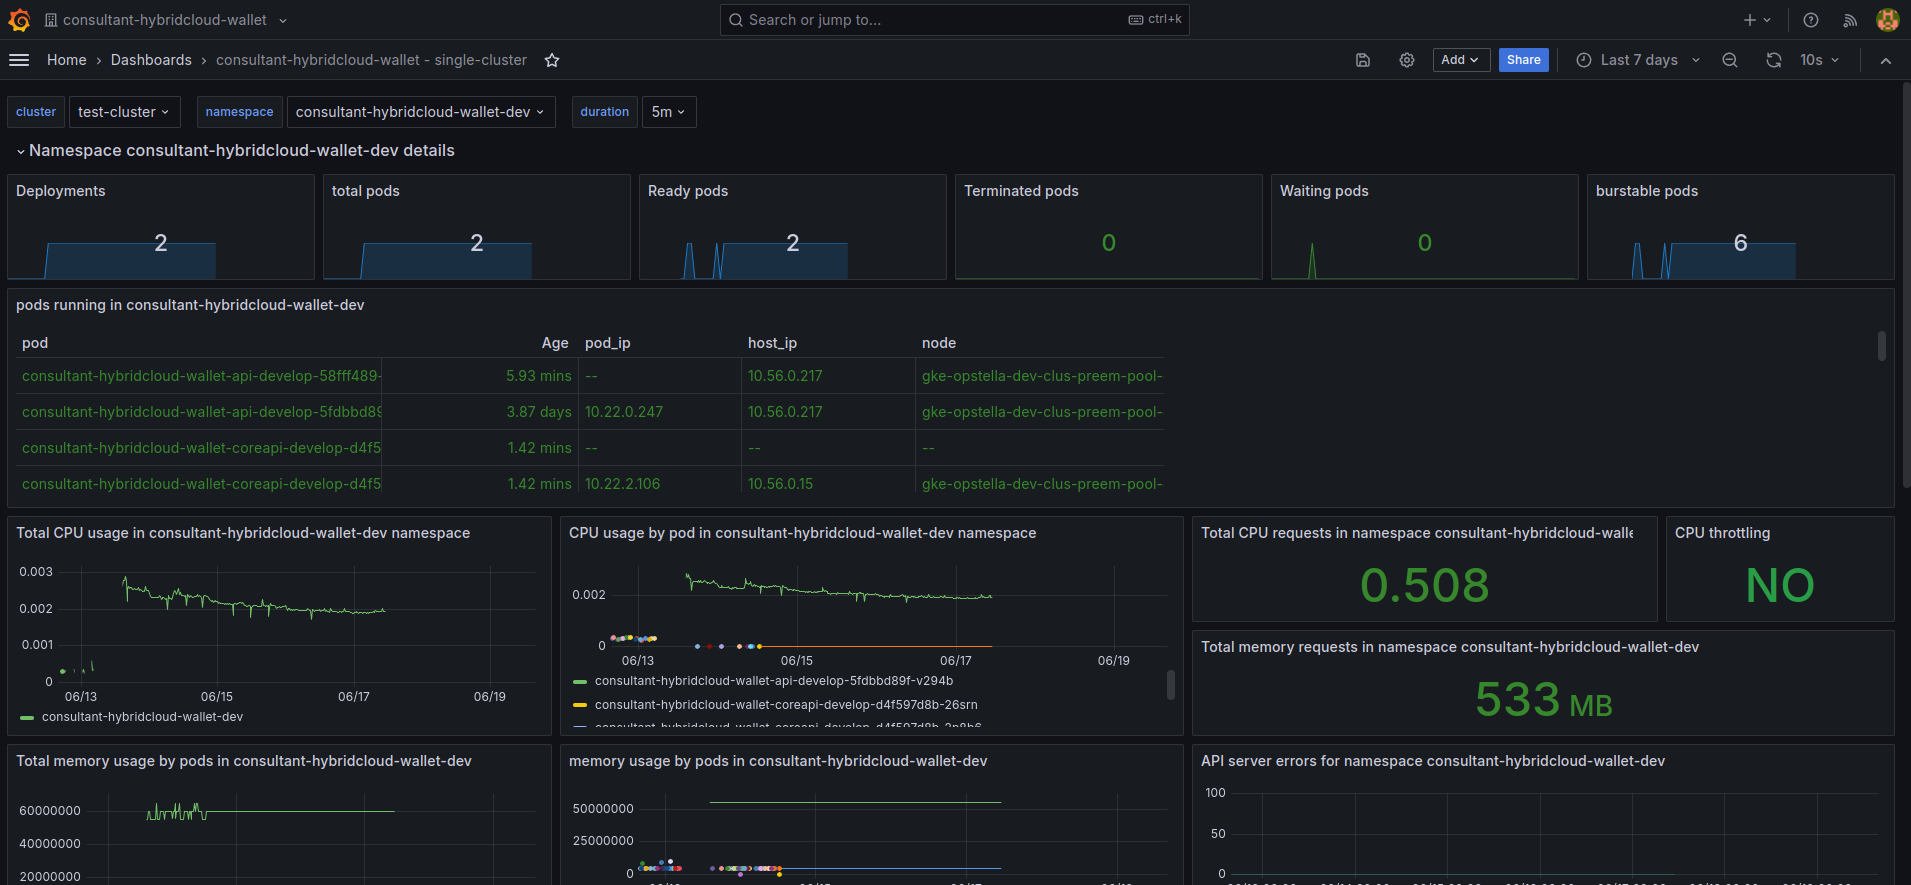 consultant-hybridcloud-wallet
Search or jump to...
ctrl+k
Home › Dashboards › consultant-hybridcloud-wallet - single-cluster
Add
Share
Last 7 days
10s
cluster
test-cluster
namespace
consultant-hybridcloud-wallet-dev
duration
5m
Namespace consultant-hybridcloud-wallet-dev details
Deployments
2
total pods
2
Ready pods
2
Terminated pods
0
Waiting pods
0
burstable pods
6
pods running in consultant-hybridcloud-wallet-dev
pod Age pod_ip host_ip node
consultant-hybridcloud-wallet-api-develop-58fff489- 5.93 mins -- 10.56.0.217 gke-opstella-dev-clus-preem-pool-
consultant-hybridcloud-wallet-api-develop-5fdbbd89 3.87 days 10.22.0.247 10.56.0.217 gke-opstella-dev-clus-preem-pool-
consultant-hybridcloud-wallet-coreapi-develop-d4f5 1.42 mins -- -- --
consultant-hybridcloud-wallet-coreapi-develop-d4f5 1.42 mins 10.22.2.106 10.56.0.15 gke-opstella-dev-clus-preem-pool-
Total CPU usage in consultant-hybridcloud-wallet-dev namespace
0.003
0.002
0.001
0
06/13 06/15 06/17 06/19
consultant-hybridcloud-wallet-dev
CPU usage by pod in consultant-hybridcloud-wallet-dev namespace
0.002
0
06/13 06/15 06/17 06/19
consultant-hybridcloud-wallet-api-develop-5fdbbd89f-v294b
consultant-hybridcloud-wallet-coreapi-develop-d4f597d8b-26srn
Total CPU requests in namespace consultant-hybridcloud-walle
0.508
CPU throttling
NO
Total memory requests in namespace consultant-hybridcloud-wallet-dev
533 MB
Total memory usage by pods in consultant-hybridcloud-wallet-dev
60000000
40000000
20000000
memory usage by pods in consultant-hybridcloud-wallet-dev
50000000
25000000
0
API server errors for namespace consultant-hybridcloud-wallet-dev
100
50
0